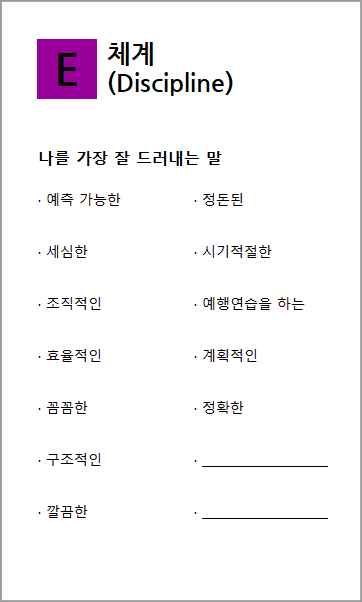 E
체계
(Discipline)
나를 가장 잘 드러내는 말
· 예측 가능한
· 정돈된
· 세심한
· 시기적절한
· 조직적인
· 예행연습을 하는
· 효율적인
· 계획적인
· 꼼꼼한
· 정확한
· 구조적인
· __________________
· 깔끔한
· __________________